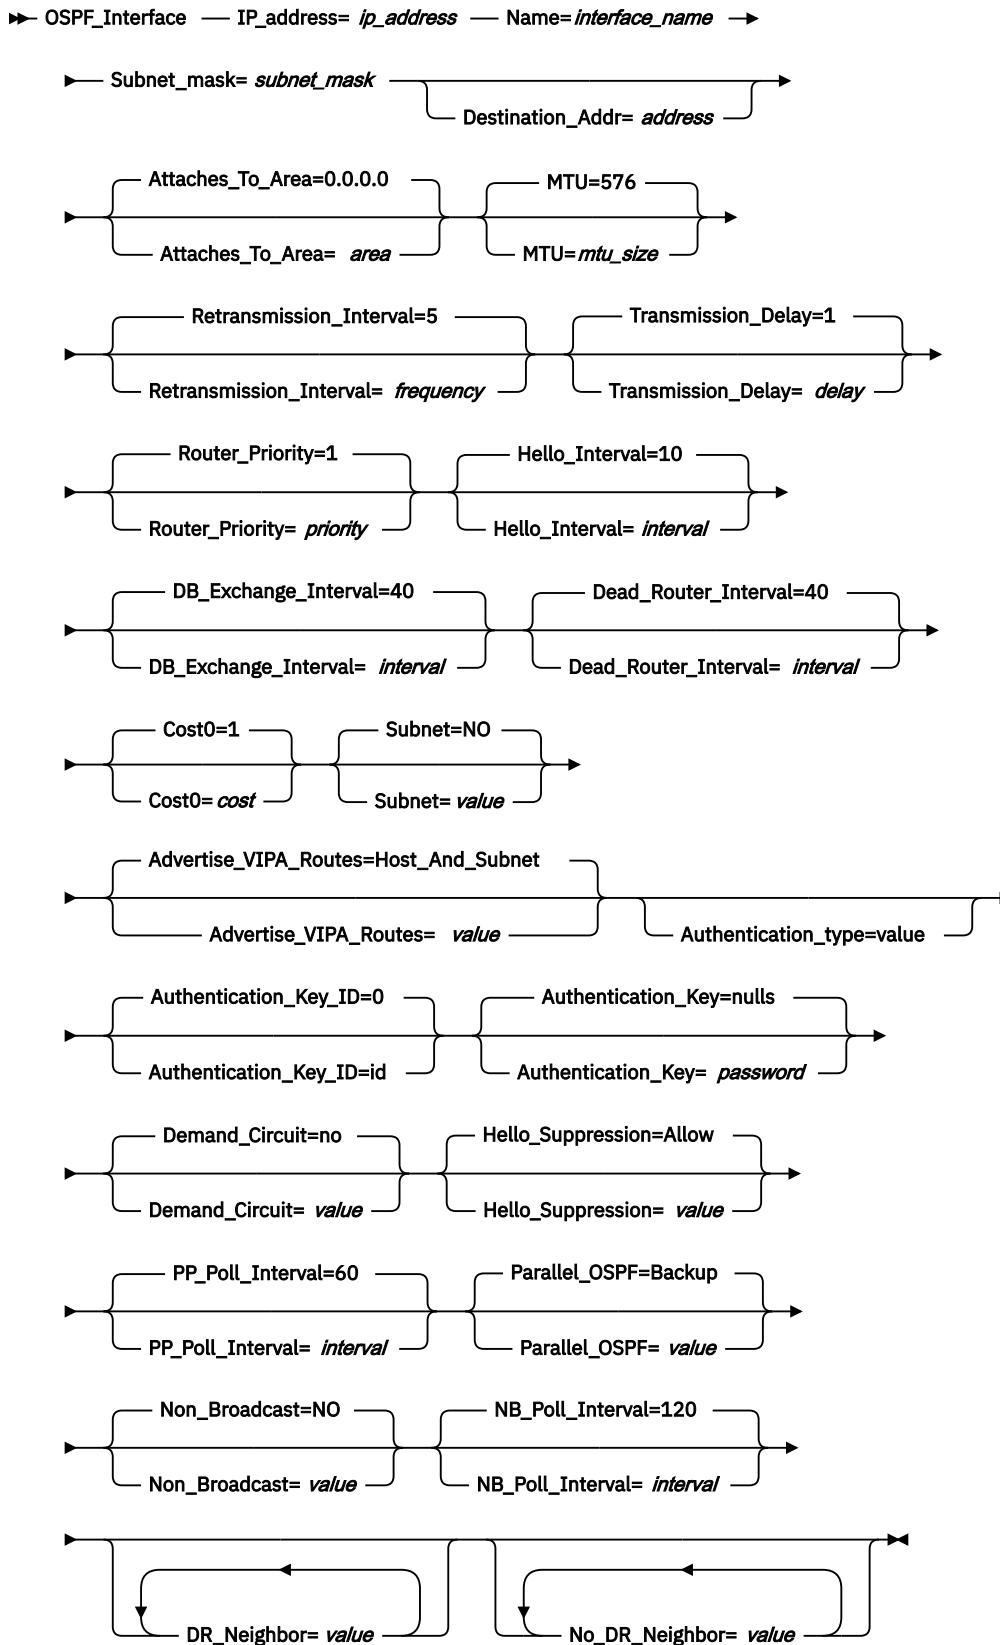 OSPF_Interface IP_address= ip_address Name=interface_name
Subnet_mask= subnet_mask
Destination_Addr= address
Attaches_To_Area=0.0.0.0 MTU=576
Attaches_To_Area= area MTU=mtu_size
Retransmission_Interval=5 Transmission_Delay=1
Retransmission_Interval= frequency Transmission_Delay= delay
Router_Priority=1 Hello_Interval=10
Router_Priority= priority Hello_Interval= interval
DB_Exchange_Interval=40 Dead_Router_Interval=40
DB_Exchange_Interval= interval Dead_Router_Interval= interval
Cost0=1 Subnet=NO
Cost0=cost Subnet=value
Advertise_VIPA_Routes=Host_And_Subnet
Advertise_VIPA_Routes= value Authentication_type=value
Authentication_Key_ID=0 Authentication_Key=nulls
Authentication_Key_ID=id Authentication_Key= password
Demand_Circuit=no Hello_Suppression=Allow
Demand_Circuit= value Hello_Suppression= value
PP_Poll_Interval=60 Parallel_OSPF=Backup
PP_Poll_Interval= interval Parallel_OSPF= value
Non_Broadcast=NO NB_Poll_Interval=120
Non_Broadcast= value NB_Poll_Interval= interval
DR_Neighbor= value No_DR_Neighbor= value